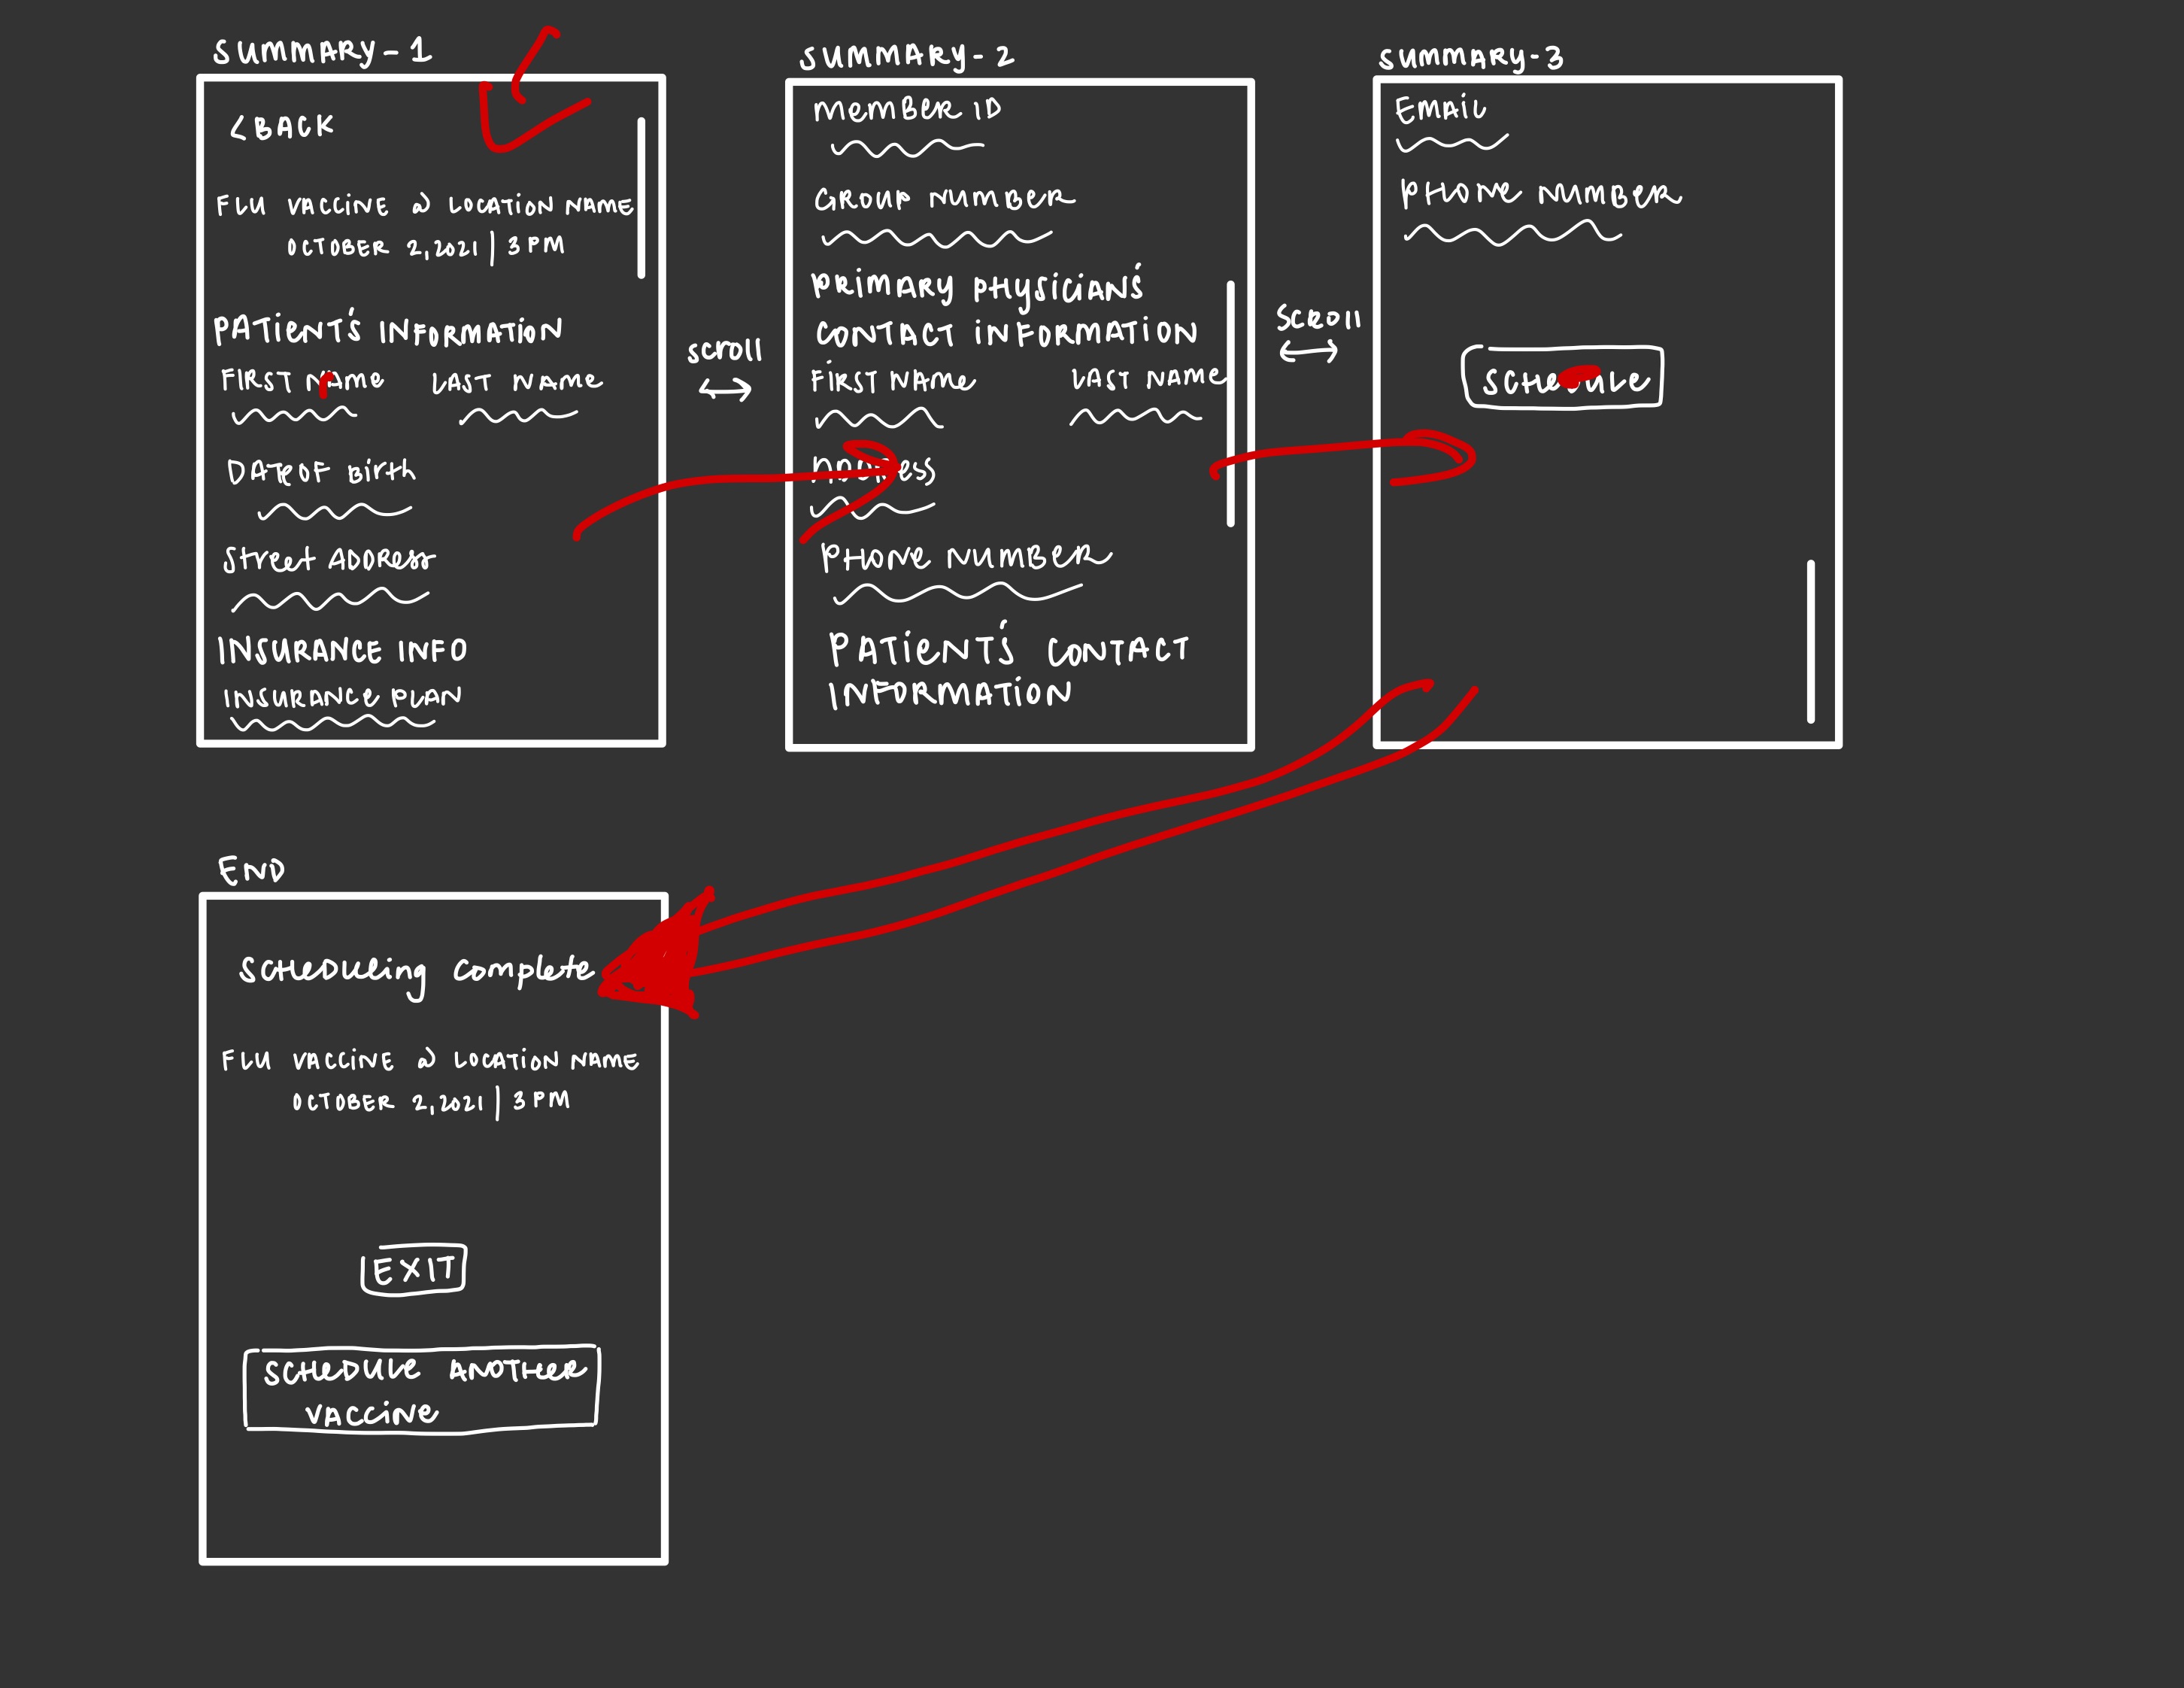 SUMMARY-1
< BACK
FLU VACCINE @ LOCATION NAME
OCTOBER 2, 2021 | 3 PM
PATIENT'S INFORMATION
FIRST NAME LAST NAME
DATE OF BIRTH
STREET ADDRESS
INSURANCE INFO
INSURANCE PLAN
SCROLL
SUMMARY-2
MEMBER ID
GROUP NUMBER
PRIMARY PHYSICIAN'S
CONTACT INFORMATION
FIRST NAME LAST NAME
ADDRESS
PHONE NUMBER
PATIENT'S CONTACT
INFORMATION
SCROLL
SUMMARY-3
EMAIL
PHONE NUMBER
SCHEDULE
END
SCHEDULING COMPLETE
FLU VACCINE @ LOCATION NAME
OCTOBER 2, 2021 | 3 PM
EXIT
SCHEDULE ANOTHER
VACCINE